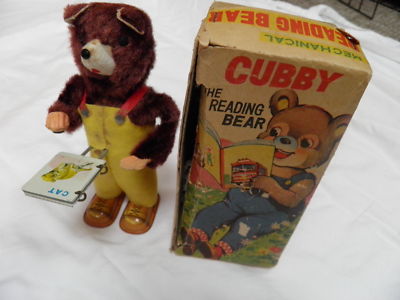 MECHANICAL
READING BEAR
CUBBY
THE READING
BEAR
CAT